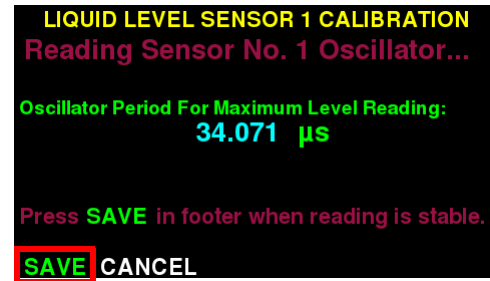 LIQUID LEVEL SENSOR 1 CALIBRATION
Reading Sensor No. 1 Oscillator...
Oscillator Period For Maximum Level Reading:
34.071 µs
Press SAVE in footer when reading is stable.
SAVE CANCEL